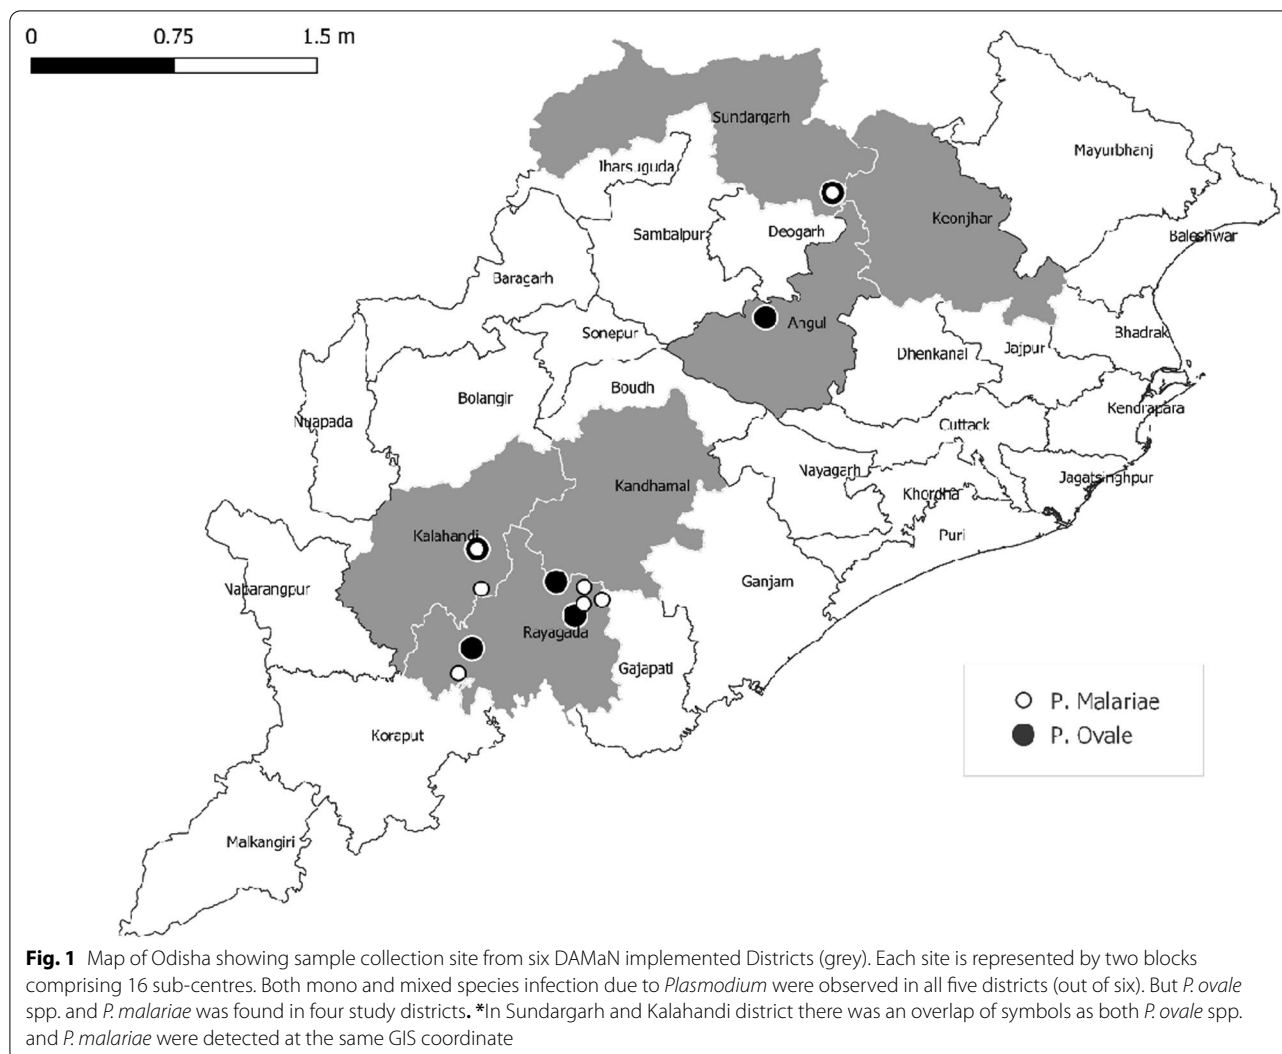 0 0.75 1.5 m
Sundargarh
Mayurbhanj
Jharsuguda
Keonjhar
Sambalpur
Deogarh
Baleshwar
Baragarh
Sonepur
Angul
Bhadrak
Dhenkanal
Jajpur
Boudh
Bolangir
Kendrapara
Nuapada
Cuttack
Nayagarh
Jagatsinghpur
Kandhamal
Khordha
Kalahandi
Puri
Nabarangpur
Ganjam
Rayagada
Gajapati
P. Malariae
Koraput
P. Ovale
Malkangiri
Fig. 1 Map of Odisha showing sample collection site from six DAMaN implemented Districts (grey). Each site is represented by two blocks
comprising 16 sub-centres. Both mono and mixed species infection due to Plasmodium were observed in all five districts (out of six). But P. ovale
spp. and P. malariae was found in four study districts. *In Sundargarh and Kalahandi district there was an overlap of symbols as both P. ovale spp.
and P. malariae were detected at the same GIS coordinate